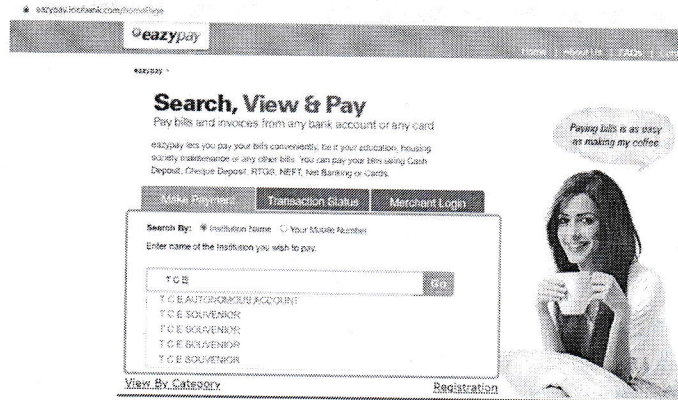 eazypay.icicibank.com/homePage
eazypay
Home | About Us | FAQs |
eazypay >
Search, View & Pay
Pay bills and invoices from any bank account or any card
eazypay lets you pay your bills conveniently, be it your education, housing
society maintenance or any other bills. You can pay your bills using Cash
Deposit, Cheque Deposit, RTGS, NEFT, Net Banking or Cards.
Paying bills is as easy
as making my coffee
Make Payment Transaction Status Merchant Login
Search By: Institution Name Your Mobile Number
Enter name of the Institution you wish to pay.
T C E Go
T C E AUTONOMOUS ACCOUNT
T C E SOUVENIOR
T C E SOUVENIOR
T C E SOUVENIOR
T C E SOUVENIOR
View By Category Registration